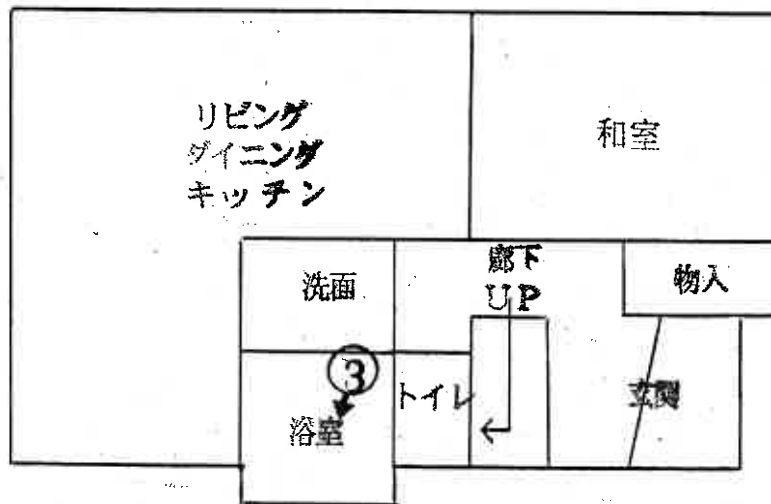 リビング
ダイニング
キッチン
和室
洗面
廊下
UP
物入
③
浴室
トイレ
玄関